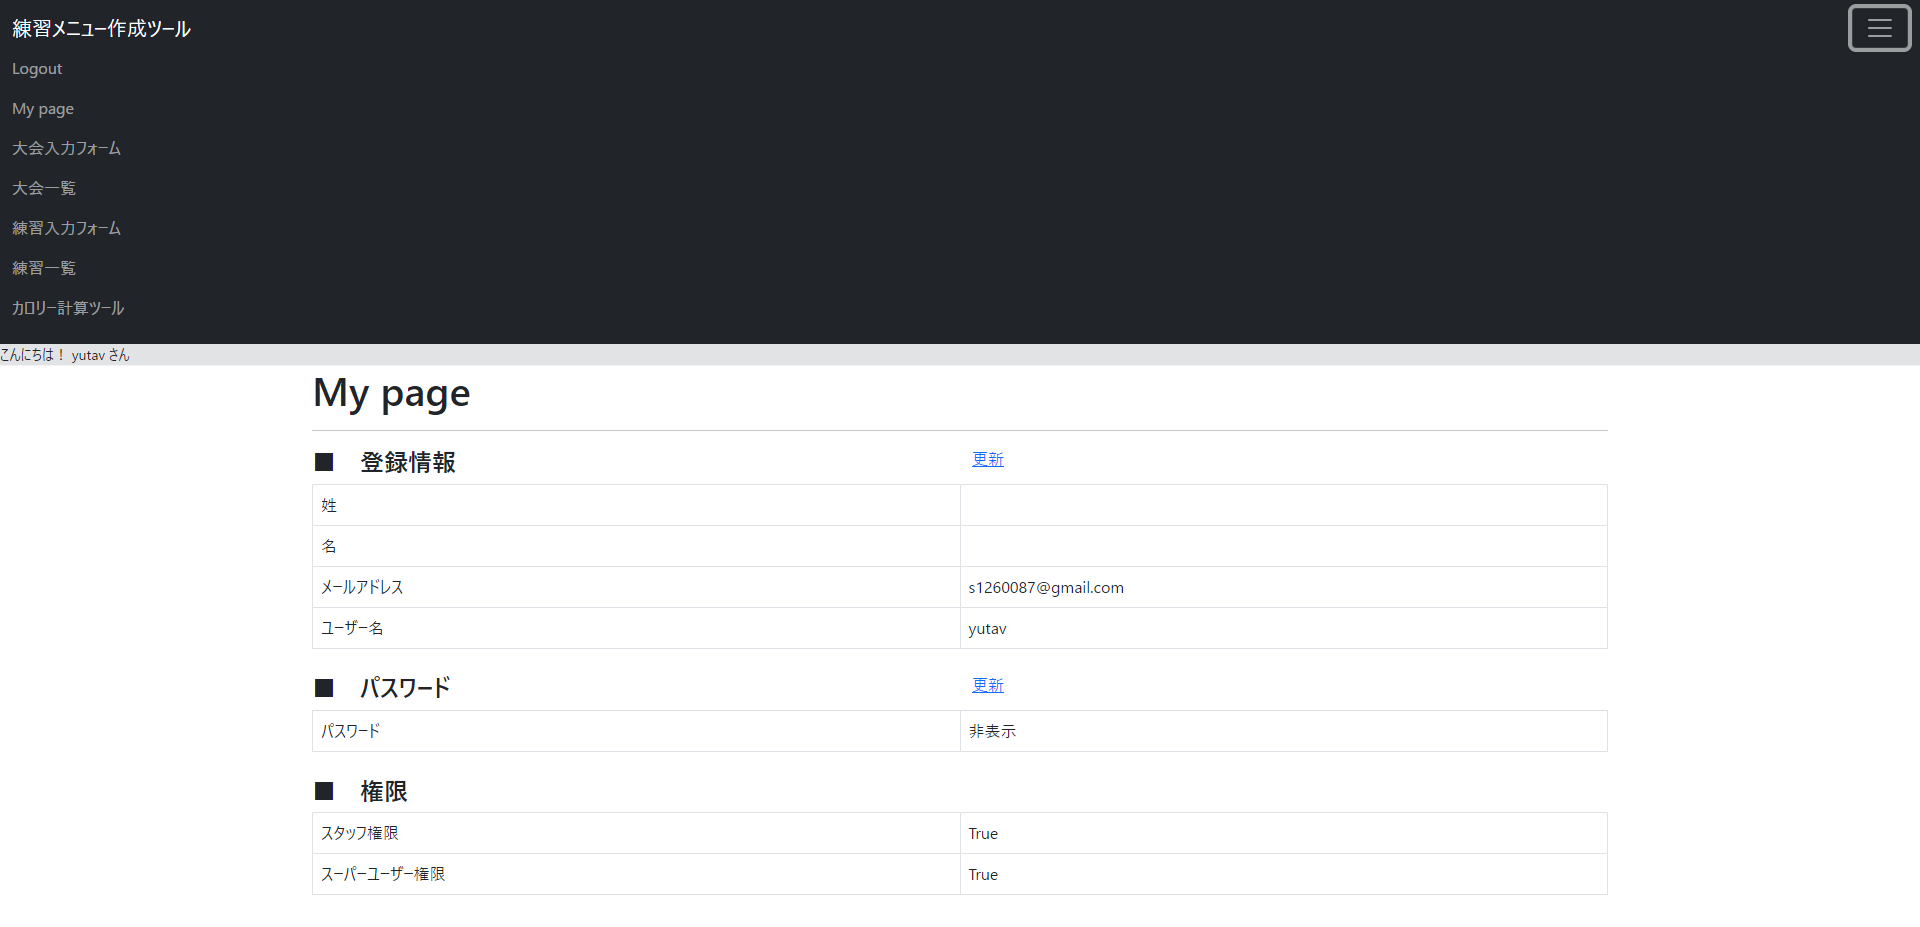 練習メニュー作成ツール
Logout
My page
大会入力フォーム
大会一覧
練習入力フォーム
練習一覧
カロリー計算ツール
こんにちは！ yutav さん
My page
■ 登録情報 更新
姓
名
メールアドレス s1260087@gmail.com
ユーザー名 yutav
■ パスワード 更新
パスワード 非表示
■ 権限
スタッフ権限 True
スーパーユーザー権限 True